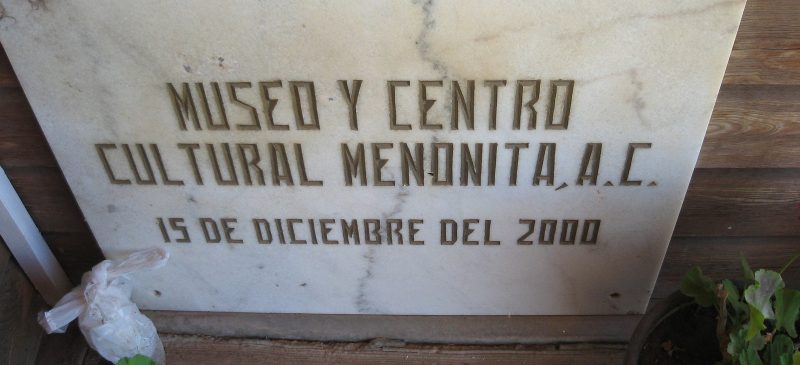 MUSEO Y CENTRO
CULTURAL MENONITA, A.C.
15 DE DICIEMBRE DEL 2000